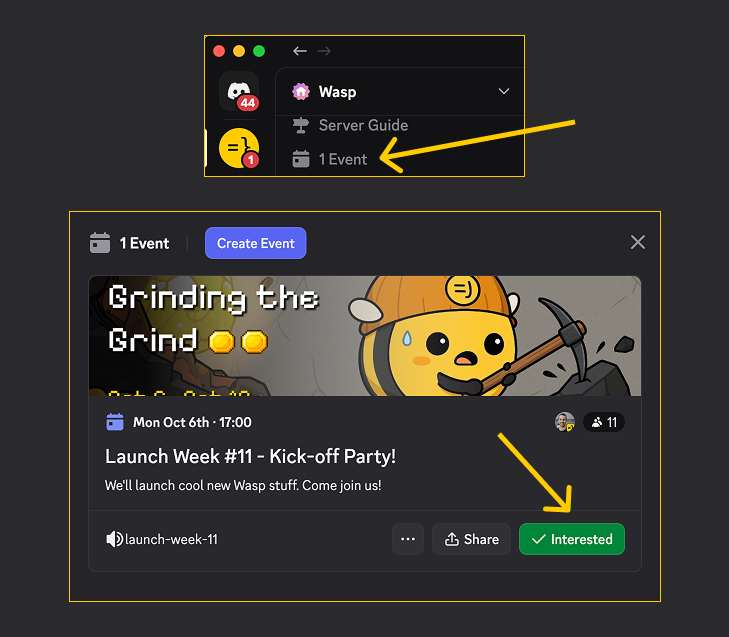 44
Wasp
Server Guide
=}
1
1 Event
1 Event
Create Event
Grinding the
Grind
=}
Mon Oct 6th · 17:00
11
Launch Week #11 - Kick-off Party!
We'll launch cool new Wasp stuff. Come join us!
launch-week-11
Share
Interested